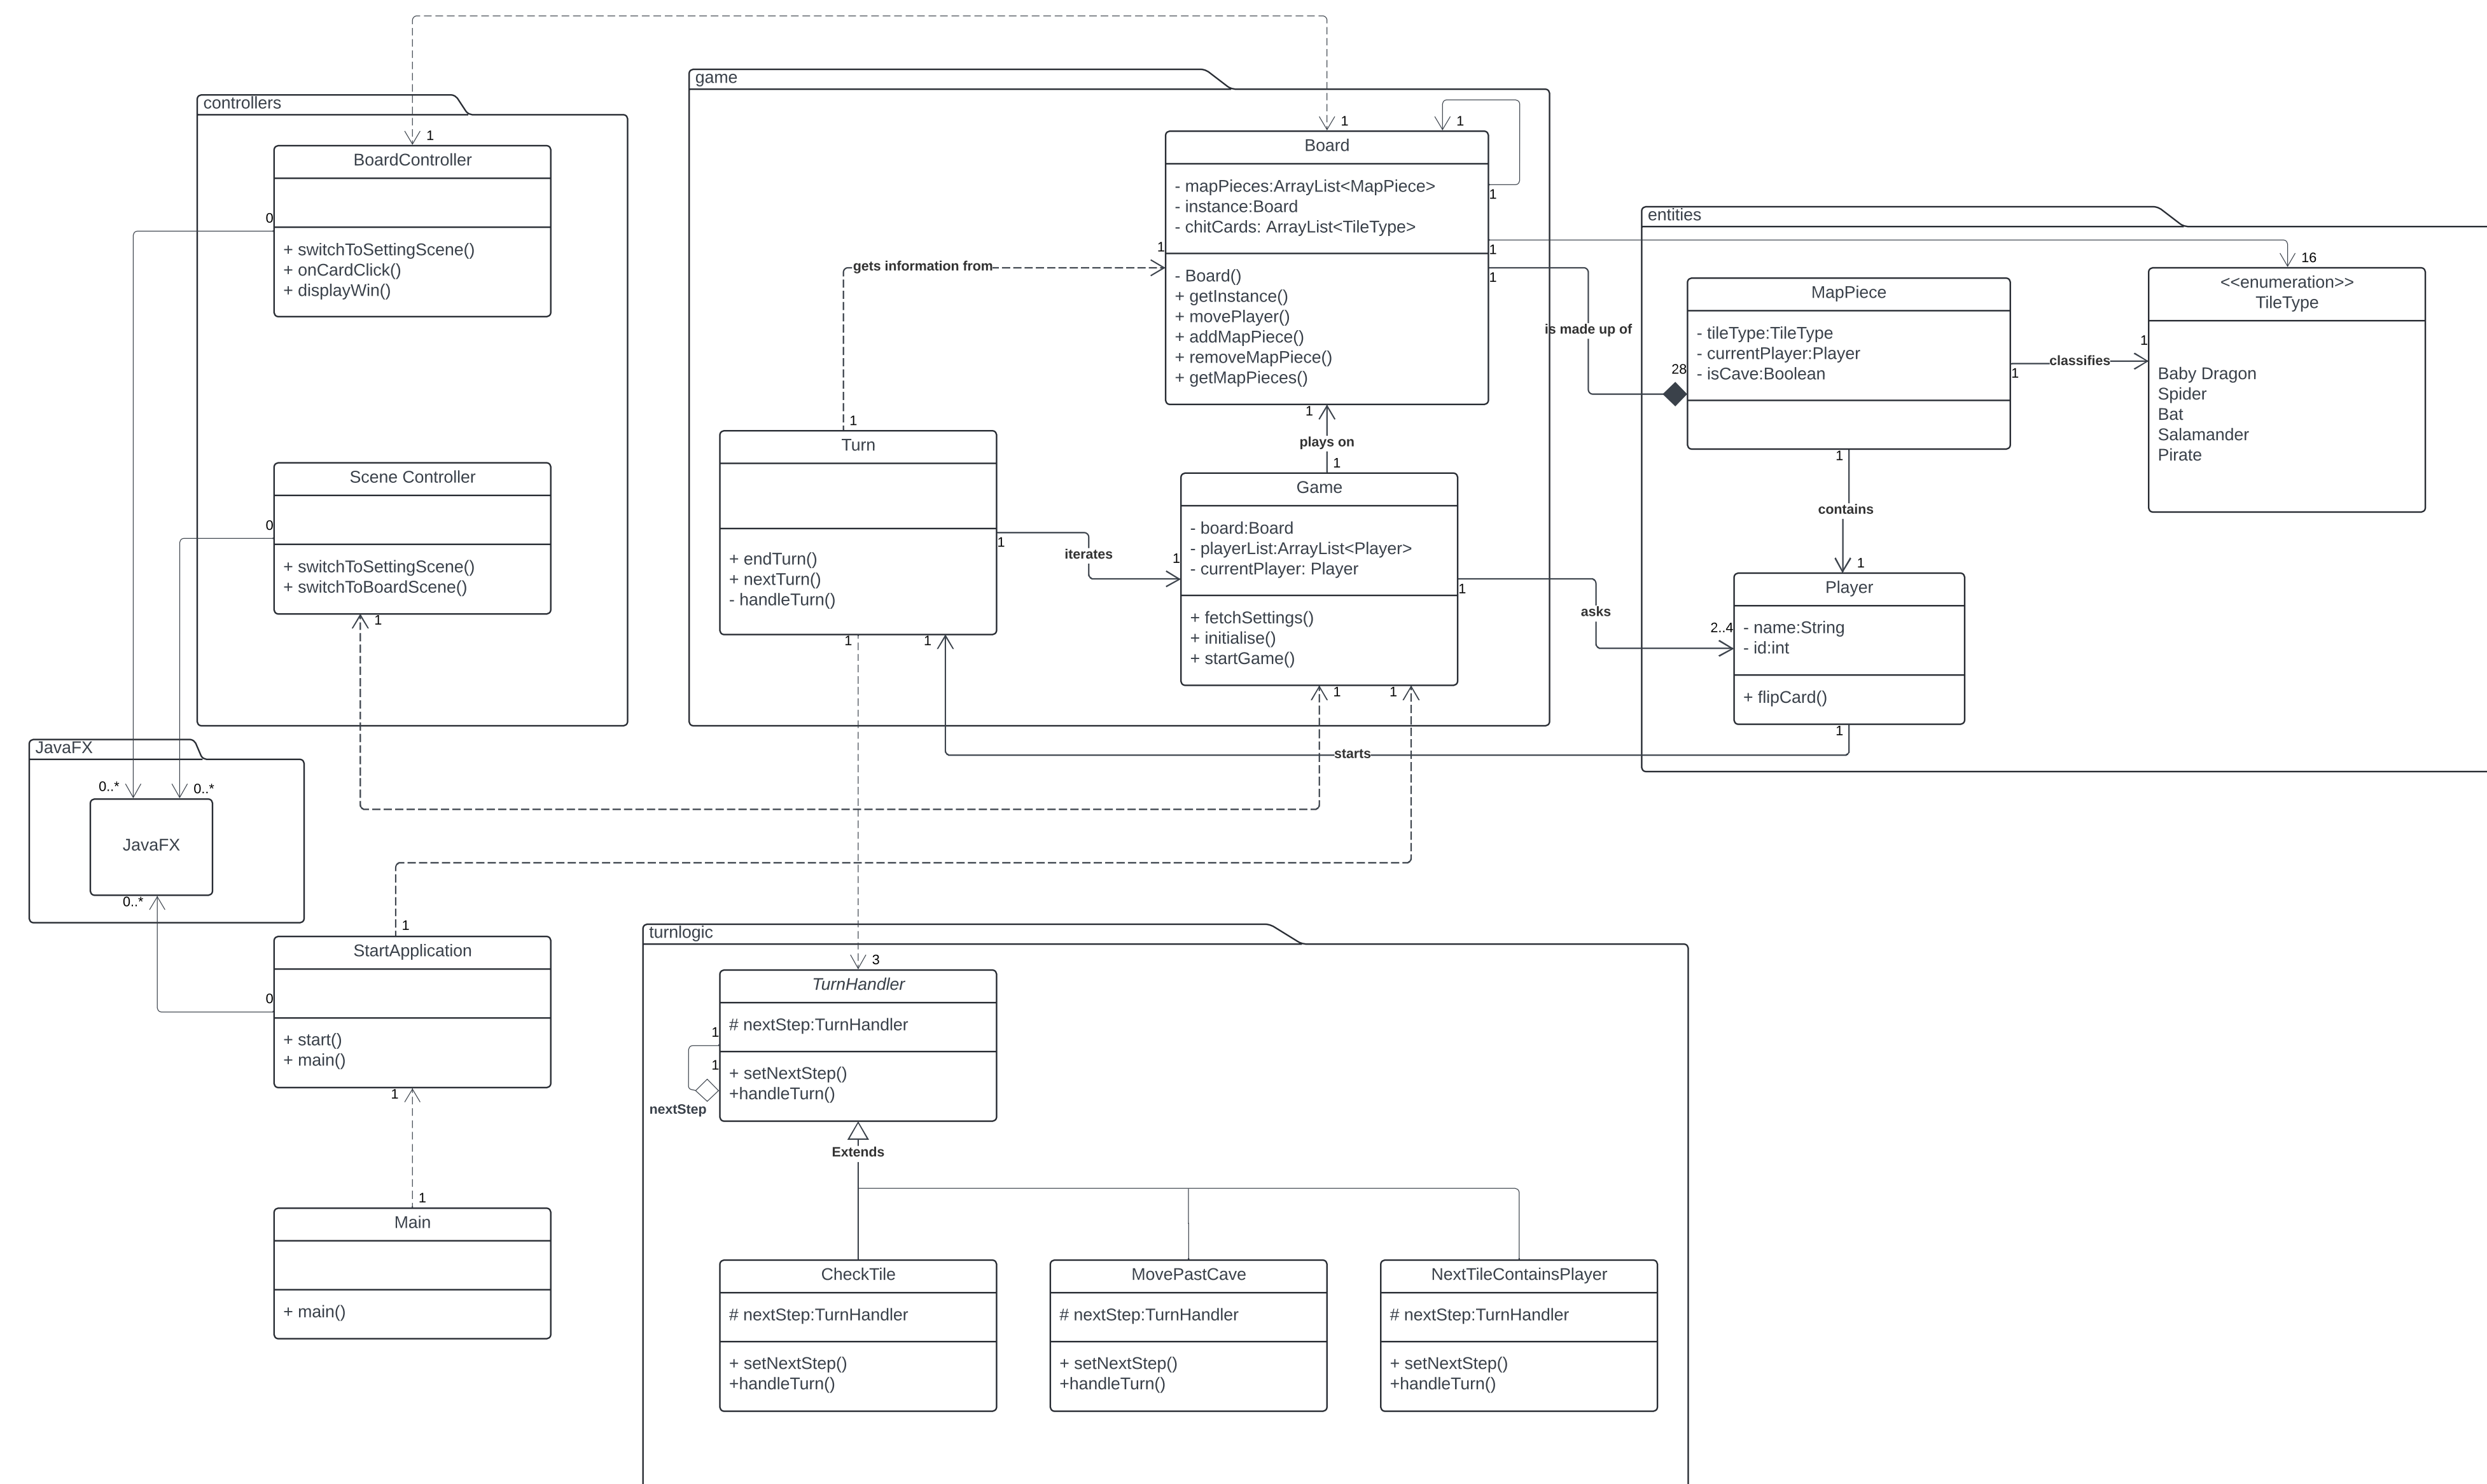 controllers
1
BoardController
0
+ switchToSettingScene()
+ onCardClick()
+ displayWin()
Scene Controller
0
+ switchToSettingScene()
+ switchToBoardScene()
1
game
1
1
Board
- mapPieces:ArrayList<MapPiece>
- instance:Board
- chitCards: ArrayList<TileType>
1
1
1
1
- Board()
+ getInstance()
+ movePlayer()
+ addMapPiece()
+ removeMapPiece()
+ getMapPieces()
gets information from
is made up of
1
1
plays on
1
Turn
+ endTurn()
+ nextTurn()
- handleTurn()
1
iterates
1
1
1
Game
- board:Board
- playerList:ArrayList<Player>
- currentPlayer: Player
+ fetchSettings()
+ initialise()
+ startGame()
1
1
1
asks
2..4
starts
entities
28
MapPiece
- tileType:TileType
- currentPlayer:Player
- isCave:Boolean
1
classifies
1
16
<<enumeration>>
TileType
Baby Dragon
Spider
Bat
Salamander
Pirate
1
contains
1
Player
- name:String
- id:int
+ flipCard()
1
JavaFX
0..*
0..*
JavaFX
0..*
1
StartApplication
0
+ start()
+ main()
1
1
Main
+ main()
turnlogic
3
TurnHandler
# nextStep:TurnHandler
1
1
+ setNextStep()
+handleTurn()
nextStep
Extends
CheckTile
# nextStep:TurnHandler
+ setNextStep()
+handleTurn()
MovePastCave
# nextStep:TurnHandler
+ setNextStep()
+handleTurn()
NextTileContainsPlayer
# nextStep:TurnHandler
+ setNextStep()
+handleTurn()